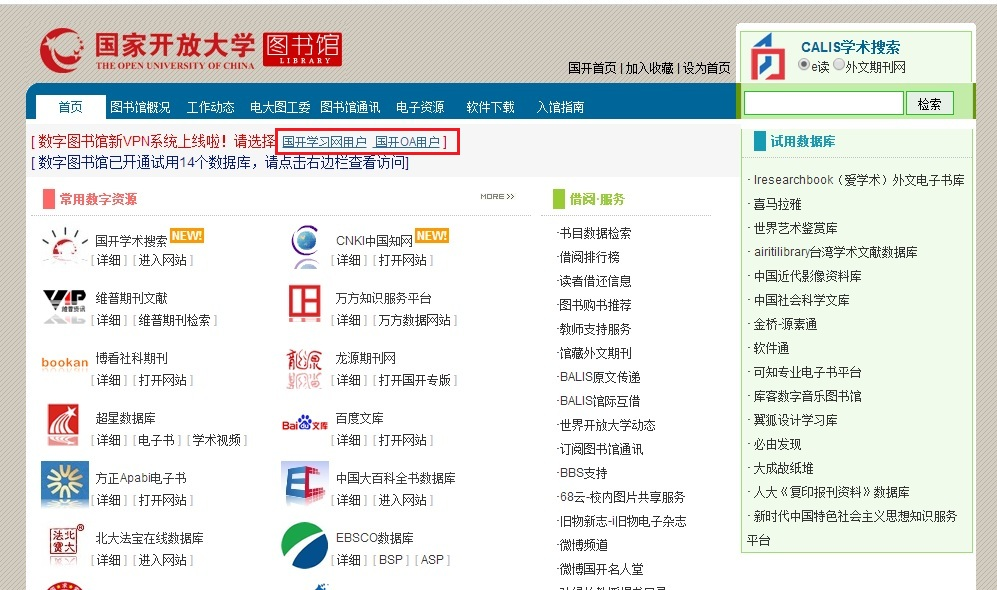 国家开放大学 图书馆
THE OPEN UNIVERSITY OF CHINA LIBRARY
国开首页 | 加入收藏 | 设为首页
CALIS学术搜索
e读 外文期刊网
检索
首页 图书馆概况 工作动态 电大图工委 图书馆通讯 电子资源 软件下载 入馆指南
[ 数字图书馆新VPN系统上线啦！请选择 国开学习网用户 国开OA用户 ]
[ 数字图书馆已开通试用14个数据库，请点击右边栏查看访问]
常用数字资源 MORE >>
国开学术搜索 NEW!
[ 详细 ] [ 进入网站 ]
CNKI中国知网 NEW!
[ 详细 ] [ 打开网站 ]
维普资讯
维普期刊文献
[ 详细 ] [ 维普期刊检索 ]
万方知识服务平台
[ 详细 ] [ 万方数据网站 ]
bookan
博看社科期刊
[ 详细 ] [ 打开网站 ]
龙源期刊网
[ 详细 ] [ 打开国开专版 ]
超星数据库
[ 详细 ] [ 电子书 ] [ 学术视频 ]
Bai 百度 文库
百度文库
[ 详细 ] [ 打开网站 ]
方正Apabi电子书
[ 详细 ] [ 打开网站 ]
中国大百科全书数据库
[ 详细 ] [ 进入网站 ]
北大法宝
北大法宝在线数据库
[ 详细 ] [ 进入网站 ]
EBSCO数据库
[ 详细 ] [ BSP ] [ ASP ]
借阅·服务
·书目数据检索
·借阅排行榜
·读者借还信息
·图书购书推荐
·教师支持服务
·馆藏外文期刊
·BALIS原文传递
·BALIS馆际互借
·世界开放大学动态
·订阅图书馆通讯
·BBS支持
·68云-校内图片共享服务
·旧物新志-旧物电子杂志
·微博频道
·微博国开名人堂
试用数据库
· Iresearchbook（爱学术）外文电子书库
· 喜马拉雅
· 世界艺术鉴赏库
· airitilibrary台湾学术文献数据库
· 中国近代影像资料库
· 中国社会科学文库
· 金桥-源素通
· 软件通
· 可知专业电子书平台
· 库客数字音乐图书馆
· 翼狐设计学习库
· 必由发现
· 大成故纸堆
· 人大《复印报刊资料》数据库
· 新时代中国特色社会主义思想知识服务
平台